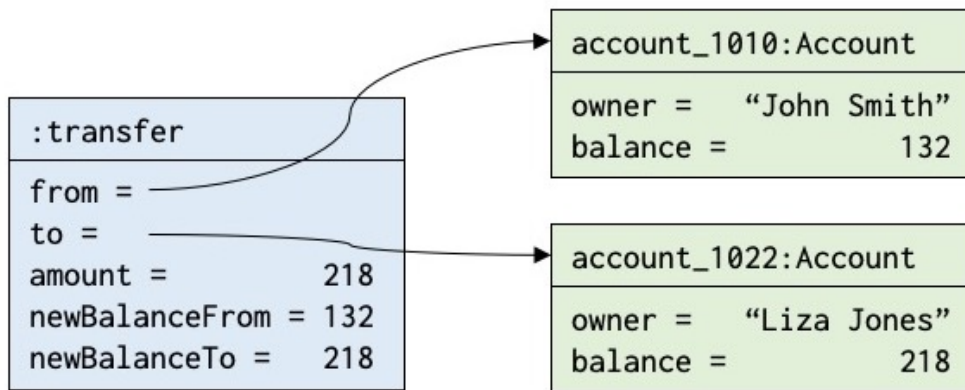 :transfer
from =
to =
amount = 218
newBalanceFrom = 132
newBalanceTo = 218
account_1010:Account
owner = “John Smith”
balance = 132
account_1022:Account
owner = “Liza Jones”
balance = 218